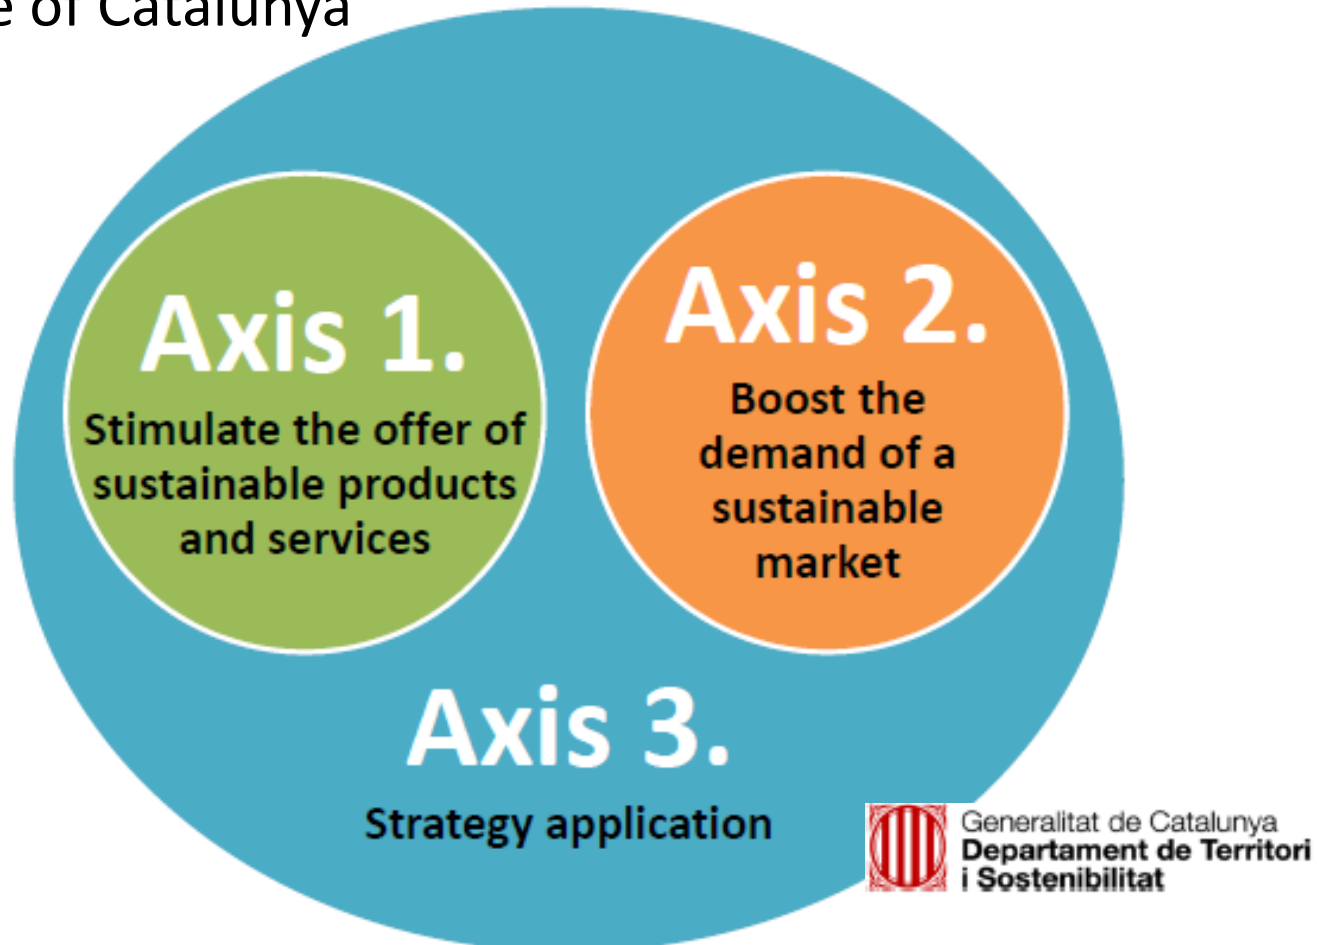 e of Catalunya
Axis 1.
Stimulate the offer of
sustainable products
and services
Axis 2.
Boost the
demand of a
sustainable
market
Axis 3.
Strategy application
Generalitat de Catalunya
Departament de Territori
i Sostenibilitat